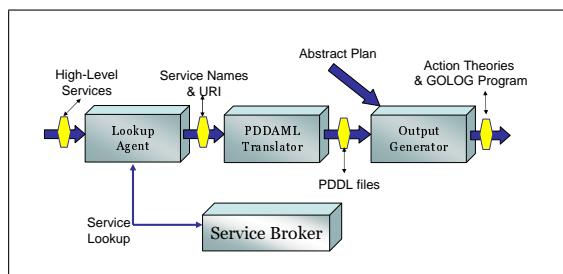 Abstract Plan
Action Theories
& GOLOG Program
High-Level
Services
Service Names
& URI
Lookup
Agent
PDDAML
Translator
Output
Generator
PDDL files
Service
Lookup
Service Broker